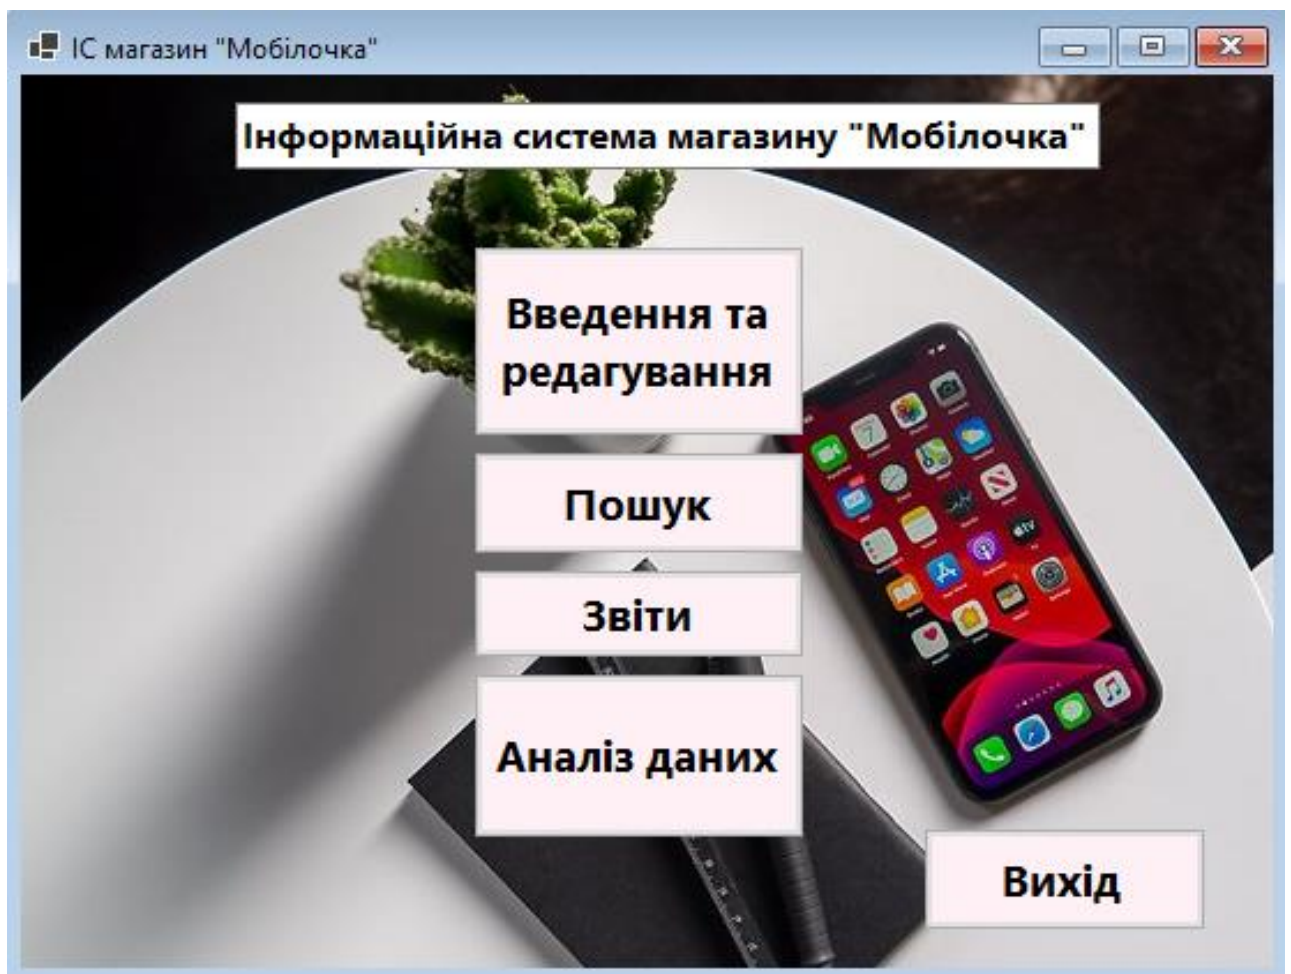 ІС магазин "Мобілочка"
Інформаційна система магазину "Мобілочка"
Введення та
редагування
Пошук
Звіти
Аналіз даних
Вихід